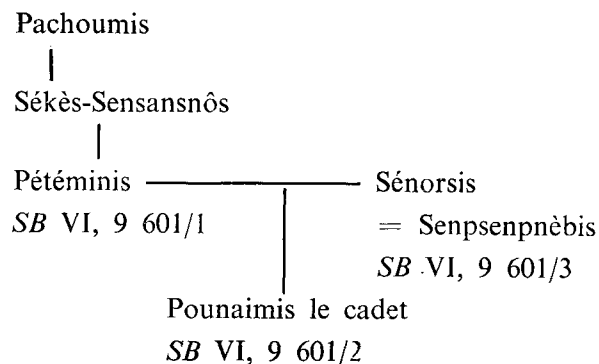 Pachoumis
Sékès-Sensansnôs
Pétéminis
SB VI, 9 601/1
Sénorsis
= Senpsenpnèbis
SB VI, 9 601/3
Pounaimis le cadet
SB VI, 9 601/2